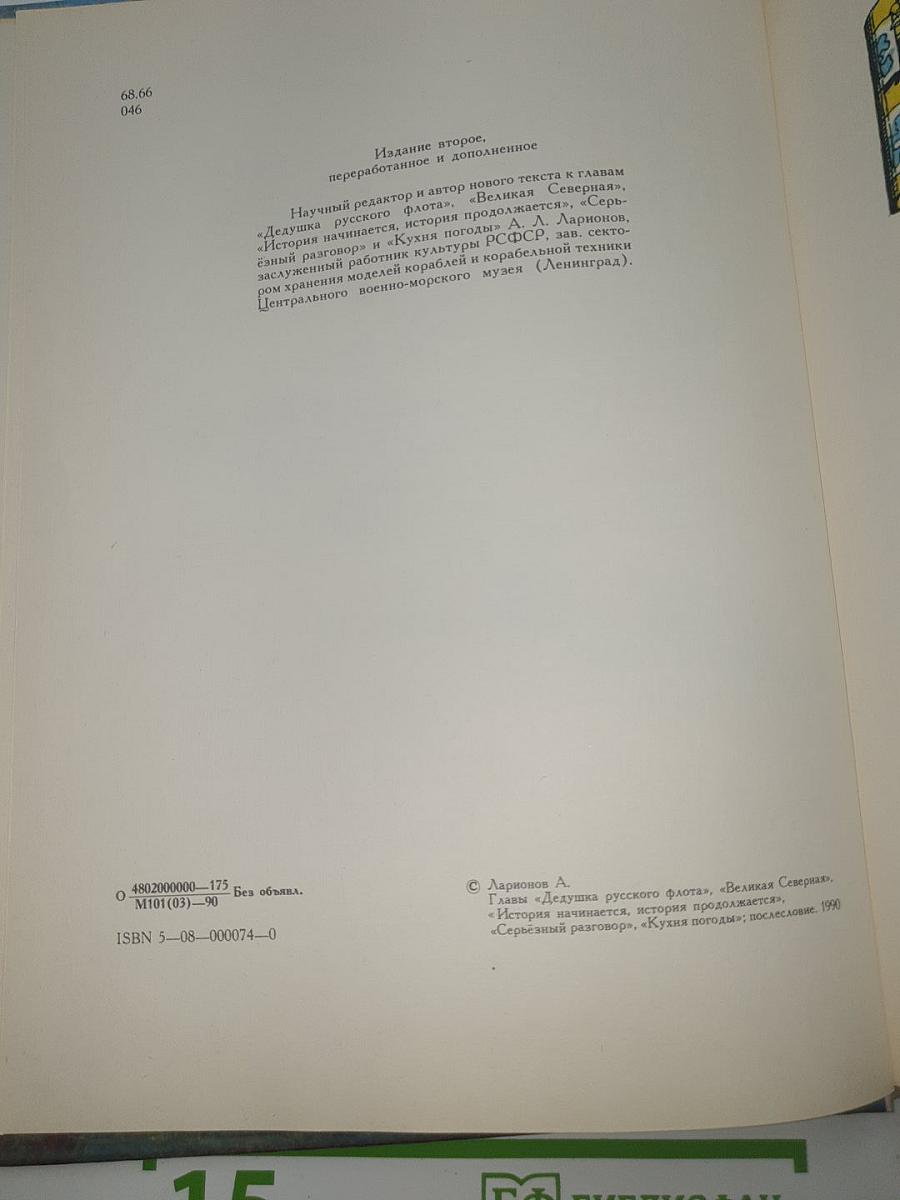 68.66
046
Издание второе,
переработанное и дополненное
Научный редактор и автор нового текста к главам
«Дедушка русского флота», «Великая Северная»,
«История начинается, история продолжается», «Серь-
ёзный разговор» и «Кухня погоды» А. Л. Ларионов,
заслуженный работник культуры РСФСР, зав. секто-
ром хранения моделей кораблей и корабельной техники
Центрального военно-морского музея (Ленинград).
О 4802000000—175 Без объявл.
М101(03)—90
ISBN 5—08—000074—0
© Ларионов А.
Главы «Дедушка русского флота», «Великая Северная»,
«История начинается, история продолжается»,
«Серьёзный разговор», «Кухня погоды»; послесловие. 1990
15